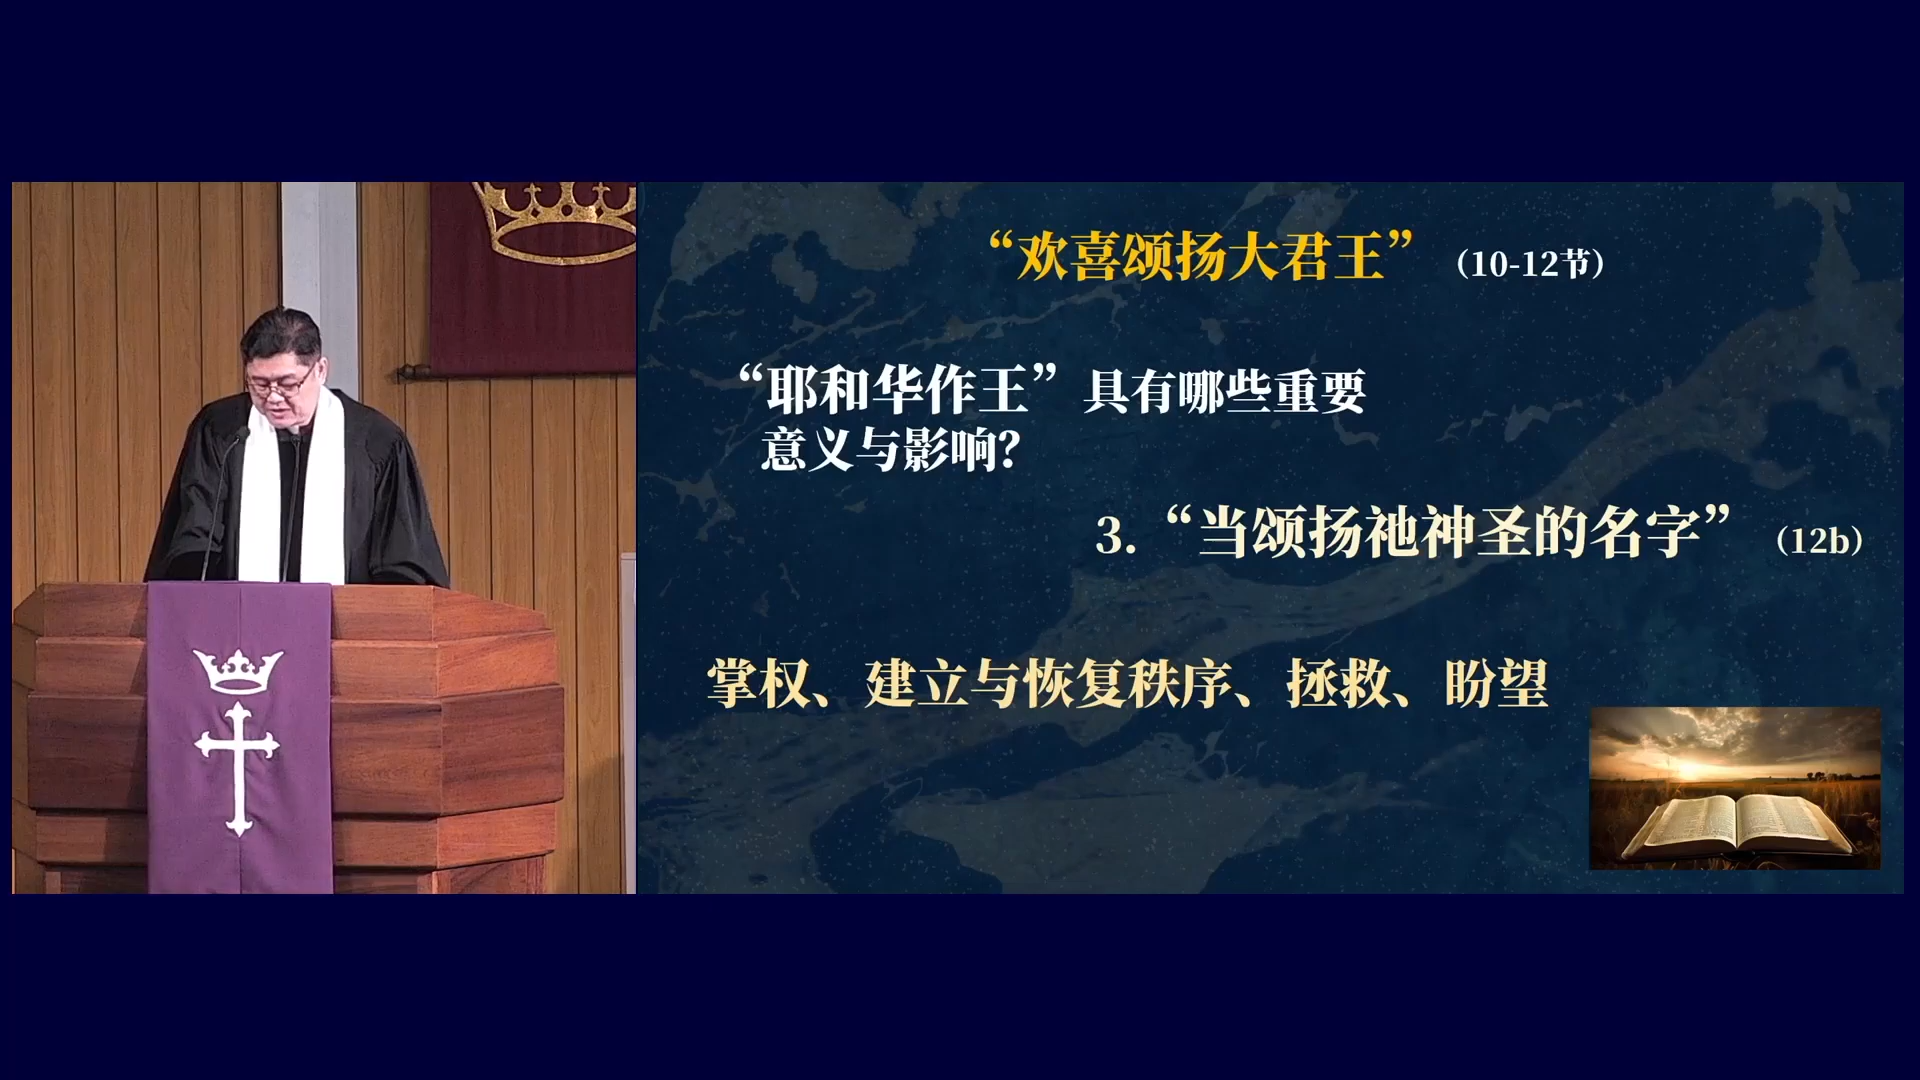 “欢喜颂扬大君王”（10-12节）
“耶和华作王”具有哪些重要
意义与影响？
3.“当颂扬祂神圣的名字”（12b）
掌权、建立与恢复秩序、拯救、盼望